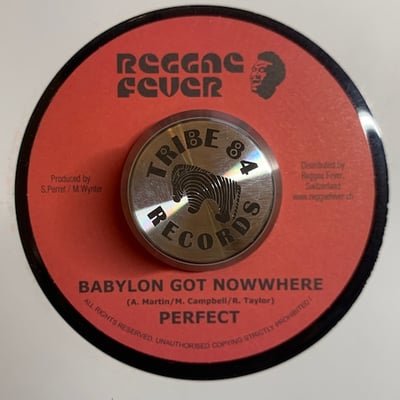 REGGAE
FEVER
TRIBE 84
RECORDS
Produced by
S.Perret / M.Wynter
Distributed by
Reggae Fever,
Switzerland
www.reggaefever.ch
BABYLON GOT NOWWHERE
(A. Martin/M. Campbell/R. Taylor)
PERFECT
ALL RIGHTS RESERVED. UNAUTHORISED COPYING STRICTLY PROHIBITED !